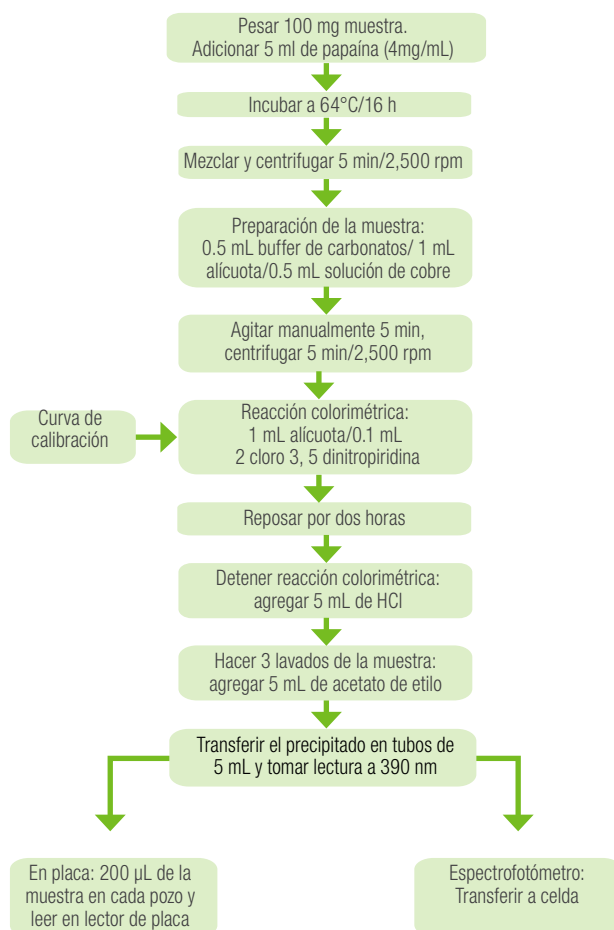 Pesar 100 mg muestra.
Adicionar 5 ml de papaína (4mg/mL)
Incubar a 64°C/16 h
Mezclar y centrifugar 5 min/2,500 rpm
Preparación de la muestra:
0.5 mL buffer de carbonatos/ 1 mL
alícuota/0.5 mL solución de cobre
Agitar manualmente 5 min,
centrifugar 5 min/2,500 rpm
Curva de
calibración
Reacción colorimétrica:
1 mL alícuota/0.1 mL
2 cloro 3, 5 dinitropiridina
Reposar por dos horas
Detener reacción colorimétrica:
agregar 5 mL de HCl
Hacer 3 lavados de la muestra:
agregar 5 mL de acetato de etilo
Transferir el precipitado en tubos de
5 mL y tomar lectura a 390 nm
En placa: 200 µL de la
muestra en cada pozo y
leer en lector de placa
Espectrofotómetro:
Transferir a celda